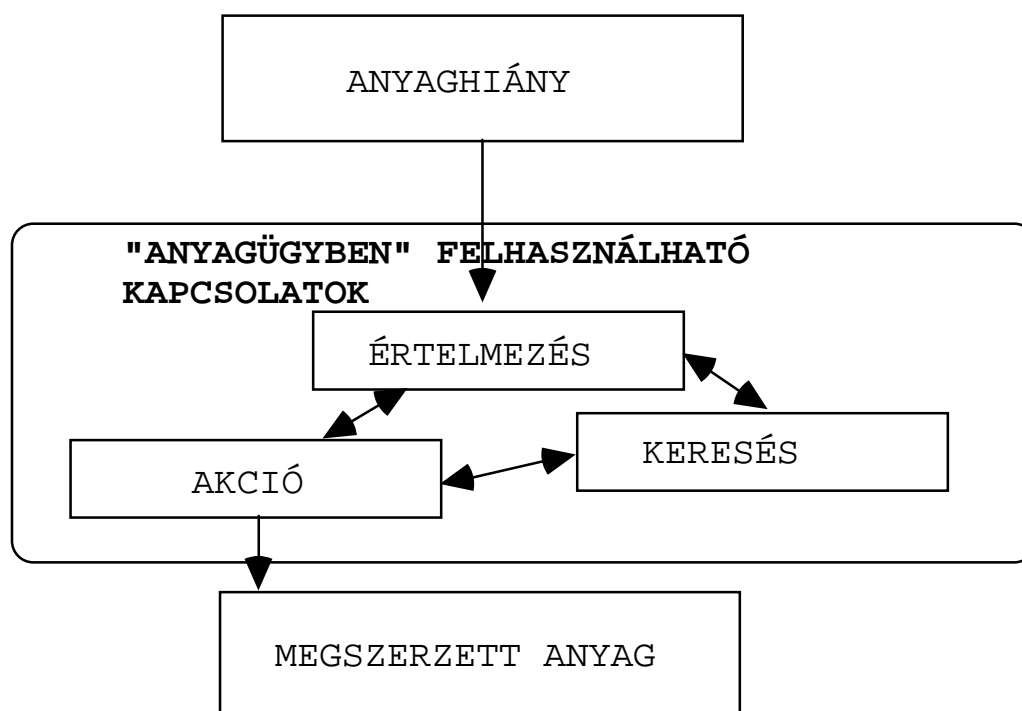 ANYAGHIÁNY
"ANYAGÜGYBEN" FELHASZNÁLHATÓ
KAPCSOLATOK
ÉRTELMEZÉS
KERESÉS
AKCIÓ
MEGSZERZETT ANYAG